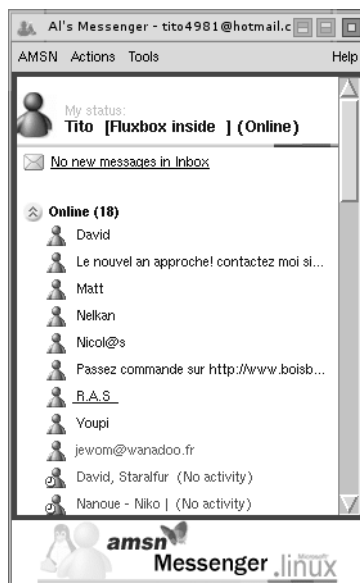 Al's Messenger - tito4981@hotmail.c
AMSN Actions Tools Help
My status:
Tito [Fluxbox inside ] (Online)
No new messages in Inbox
Online (18)
David
Le nouvel an approche! contactez moi si...
Matt
Nelkan
Nicol@s
Passez commande sur http://www.boisb...
R.A.S
Youpi
jewom@wanadoo.fr
David, Staralfur (No activity)
Nanoue - Niko | (No activity)
amsn
Microsoft
Messenger .linux